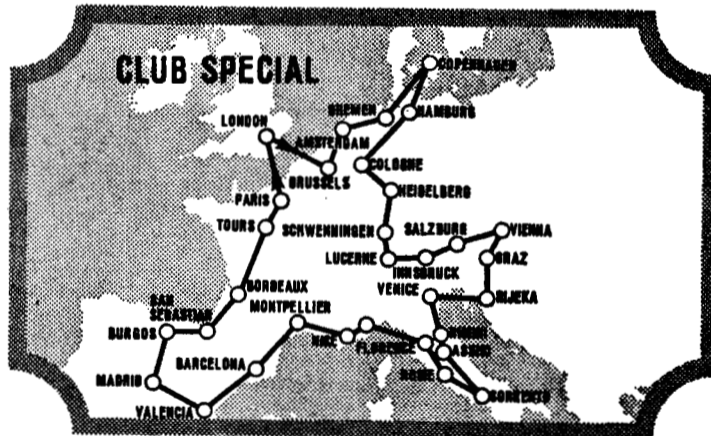 CLUB SPECIAL
COPENHAGEN
BREMEN
HAMBURG
LONDON
AMSTERDAM
BRUSSELS
COLOGNE
HEIDELBERG
PARIS
TOURS
SCHWENNINGEN
SALZBURG
VIENNA
LUCERNE
INNSBRUCK
GRAZ
VENICE
RIJEKA
BORDEAUX
SAN
SEBASTIAN
MONTPELLIER
BURGOS
NICE
FLORENCE
RIMINI
ASSISI
BARCELONA
ROME
MADRID
SORRENTO
VALENCIA